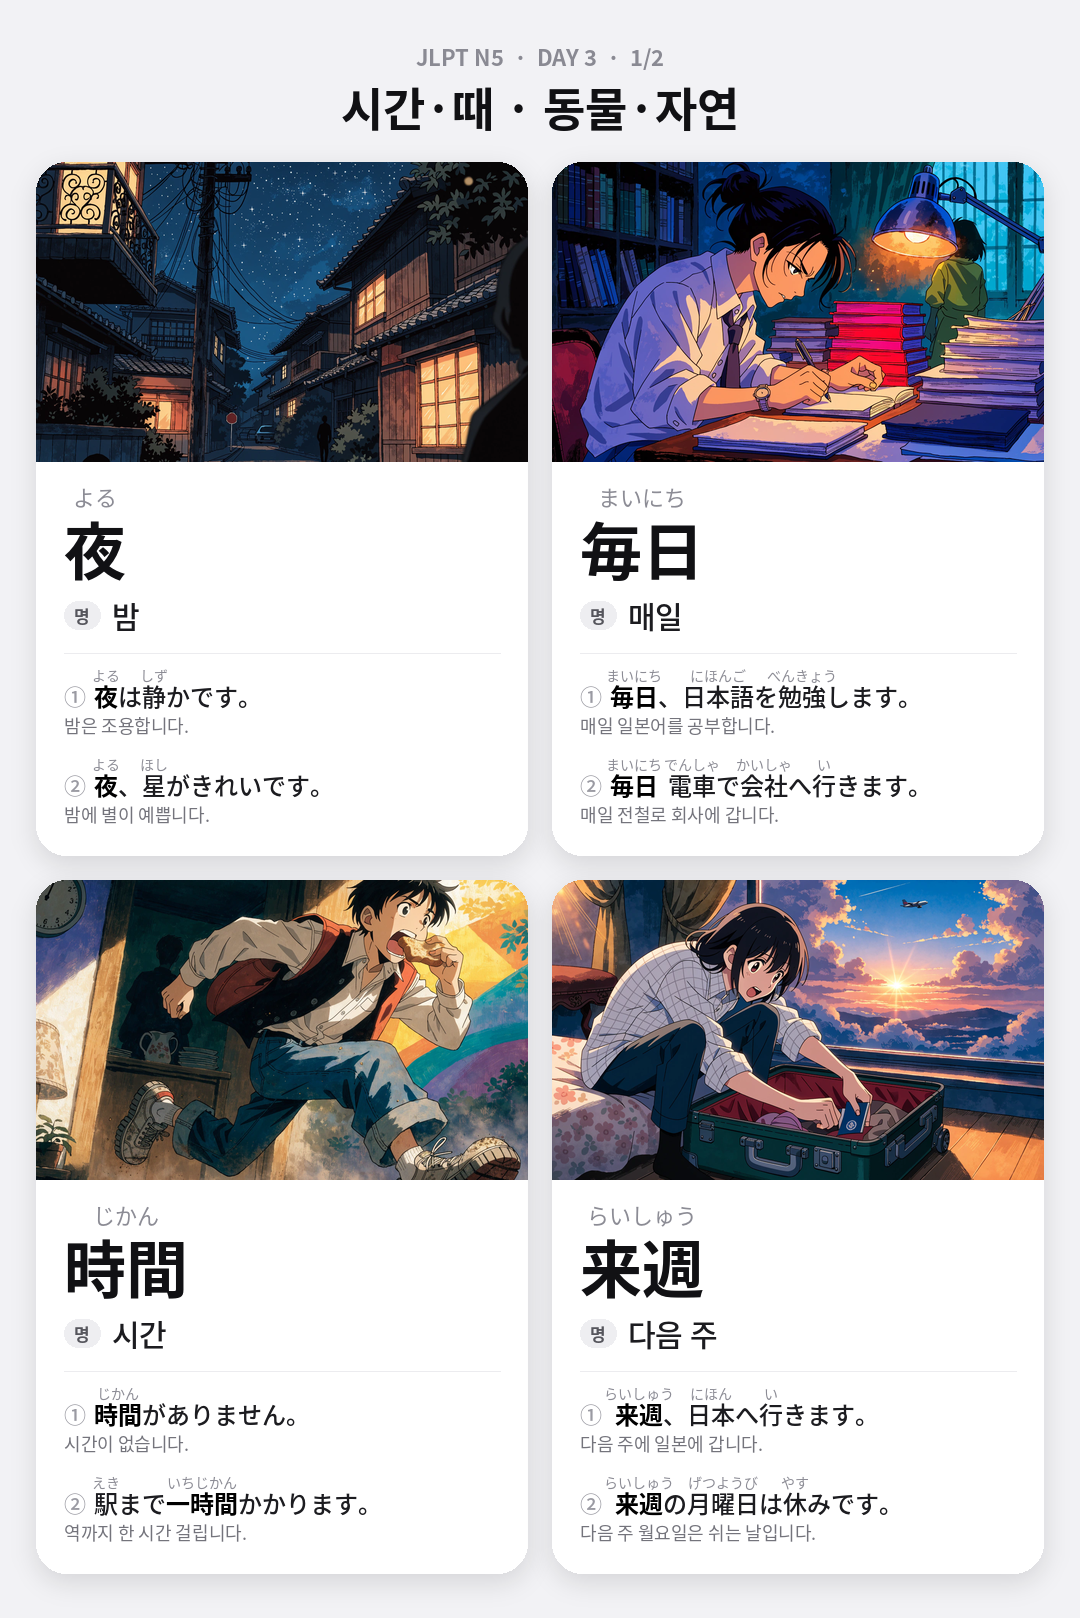 JLPT N5 · DAY 3 · 1/2
시간·때 · 동물·자연
よる
夜
명 밤
よる しず
① 夜は静かです。
밤은 조용합니다.
よる ほし
② 夜、星がきれいです。
밤에 별이 예쁩니다.
まいにち
毎日
명 매일
まいにち にほんご べんきょう
① 毎日、日本語を勉強します。
매일 일본어를 공부합니다.
まいにち でんしゃ かいしゃ い
② 毎日 電車で会社へ行きます。
매일 전철로 회사에 갑니다.
じかん
時間
명 시간
じかん
① 時間がありません。
시간이 없습니다.
えき いちじかん
② 駅まで一時間かかります。
역까지 한 시간 걸립니다.
らいしゅう
来週
명 다음 주
らいしゅう にほん い
① 来週、日本へ行きます。
다음 주에 일본에 갑니다.
らいしゅう げつようび やす
② 来週の月曜日は休みです。
다음 주 월요일은 쉬는 날입니다.